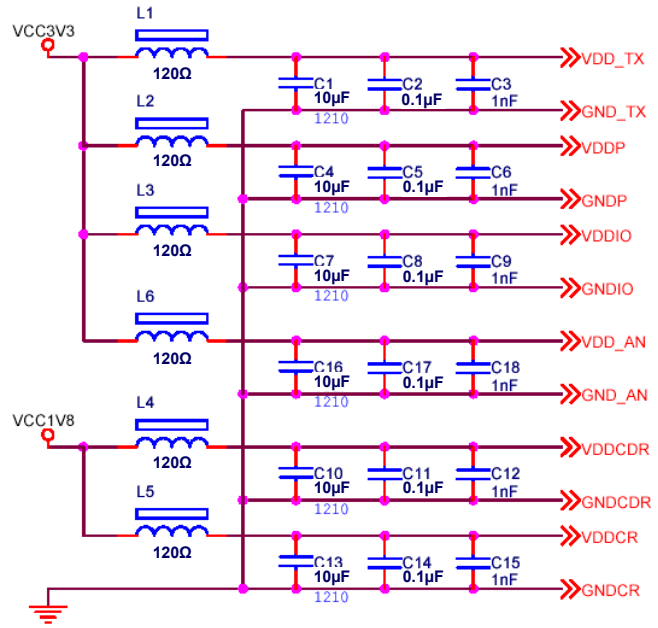 L1
VCC3V3
120Ω
C1
10µF
1210
C2
0.1µF
C3
1nF
VDD_TX
GND_TX
L2
120Ω
C4
10µF
1210
C5
0.1µF
C6
1nF
VDDP
GNDP
L3
120Ω
C7
10µF
1210
C8
0.1µF
C9
1nF
VDDIO
GNDIO
L6
120Ω
C16
10µF
1210
C17
0.1µF
C18
1nF
VDD_AN
GND_AN
L4
VCC1V8
120Ω
C10
10µF
1210
C11
0.1µF
C12
1nF
VDDCDR
GNDCDR
L5
120Ω
C13
10µF
1210
C14
0.1µF
C15
1nF
VDDCR
GNDCR